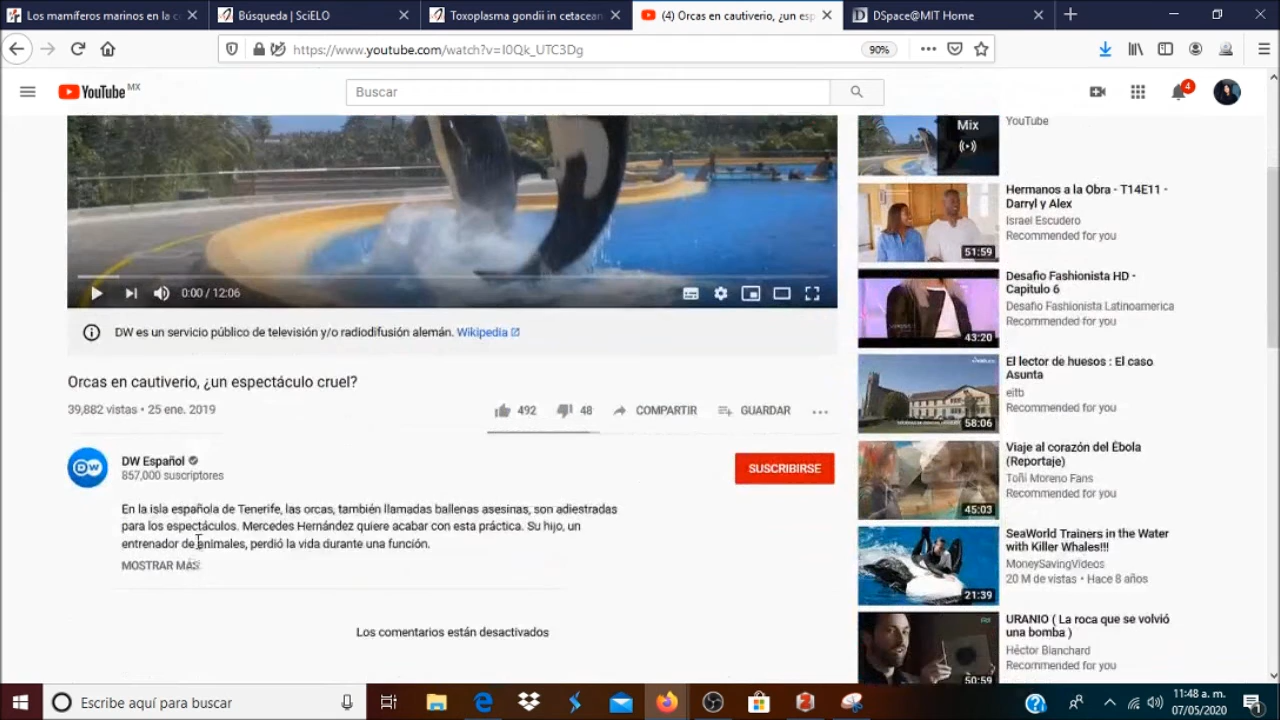 Los mamíferos marinos en la c
Búsqueda | SciELO
Toxoplasma gondii in cetacean
(4) Orcas en cautiverio, ¿un esp
DSpace@MIT Home
https://www.youtube.com/watch?v=I0Qk_UTC3Dg
90%
YouTube MX
Buscar
4
Mix
YouTube
Hermanos a la Obra - T14E11 -
Darryl y Alex
Israel Escudero
Recommended for you
51:59
Desafio Fashionista HD -
Capitulo 6
Desafio Fashionista Latinoamerica
Recommended for you
43:20
0:00 / 12:06
DW es un servicio público de televisión y/o radiodifusión alemán. Wikipedia
El lector de huesos : El caso
Asunta
eitb
Recommended for you
58:06
Orcas en cautiverio, ¿un espectáculo cruel?
39,882 vistas • 25 ene. 2019
492
48
COMPARTIR
GUARDAR
Viaje al corazón del Ébola
(Reportaje)
Toñi Moreno Fans
Recommended for you
45:03
DW
DW Español
857,000 suscriptores
SUSCRIBIRSE
En la isla española de Tenerife, las orcas, también llamadas ballenas asesinas, son adiestradas
para los espectáculos. Mercedes Hernández quiere acabar con esta práctica. Su hijo, un
entrenador de animales, perdió la vida durante una función.
MOSTRAR MÁS
SeaWorld Trainers in the Water
with Killer Whales!!!
MoneySavingVideos
20 M de vistas • Hace 8 años
21:39
Los comentarios están desactivados
URANIO ( La roca que se volvió
una bomba )
Héctor Blanchard
Recommended for you
50:59
Escribe aquí para buscar
11:48 a. m.
07/05/2020
1